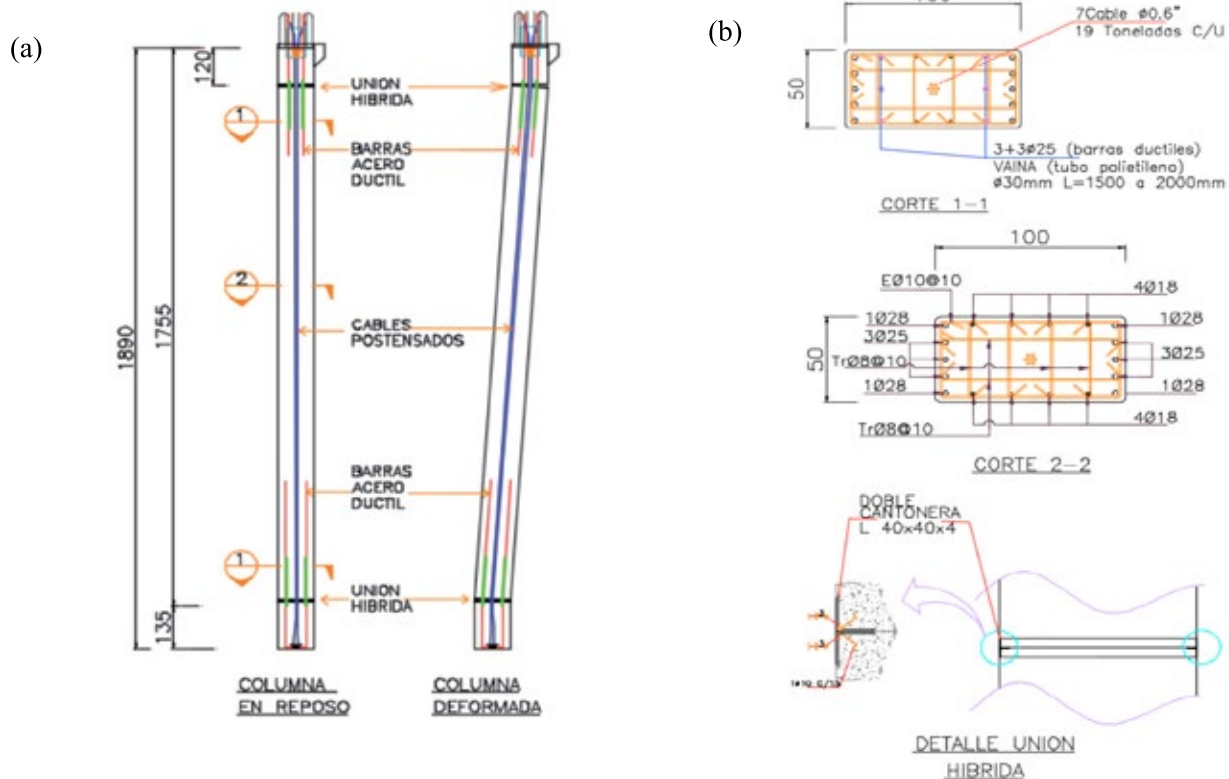 (a)
120
UNION
HIBRIDA
1
BARRAS
ACERO
DUCTIL
2
CABLES
POSTENSADOS
1890
1755
BARRAS
ACERO
DUCTIL
1
UNION
HIBRIDA
135
COLUMNA
EN REPOSO
COLUMNA
DEFORMADA
(b)
7Cable ø0.6"
19 Toneladas C/U
50
3+3ø25 (barras ductiles)
VAINA (tubo polietileno)
ø30mm L=1500 a 2000mm
CORTE 1-1
100
EØ10@10
4Ø18
1Ø28
1Ø28
3Ø25
3Ø25
50
TrØ8@10
1Ø28
1Ø28
4Ø18
TrØ8@10
CORTE 2-2
DOBLE
CANTONERA
L 40x40x4
3
3
DETALLE UNION
HIBRIDA